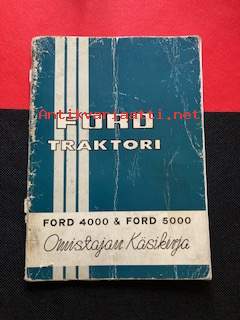 FORD
Antikvariaatti.net
TRAKTORI
FORD 4000 & FORD 5000
Omistajan Käsikirja